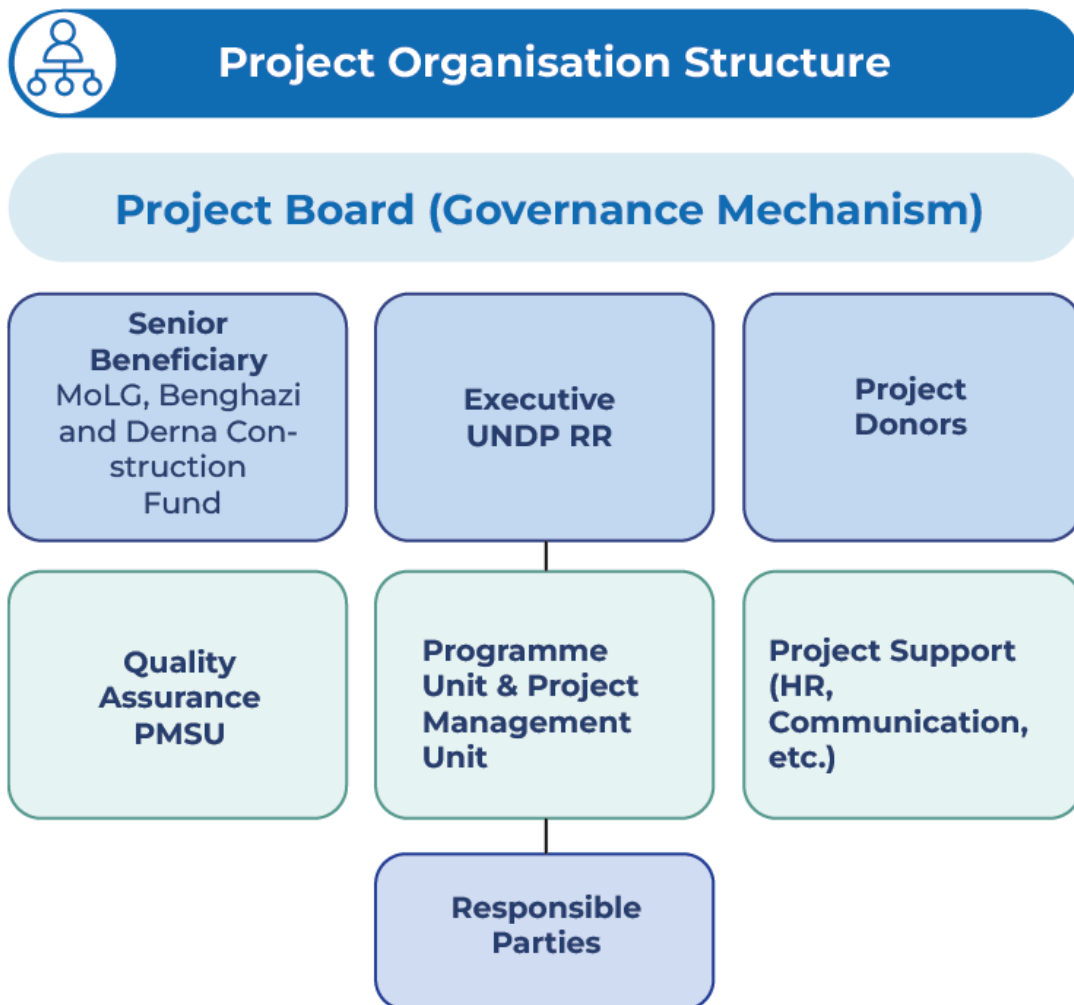 Project Organisation Structure
Project Board (Governance Mechanism)
Senior
Beneficiary
MoLG, Benghazi
and Derna Con-
struction
Fund
Executive
UNDP RR
Project
Donors
Quality
Assurance
PMSU
Programme
Unit & Project
Management
Unit
Project Support
(HR,
Communication,
etc.)
Responsible
Parties